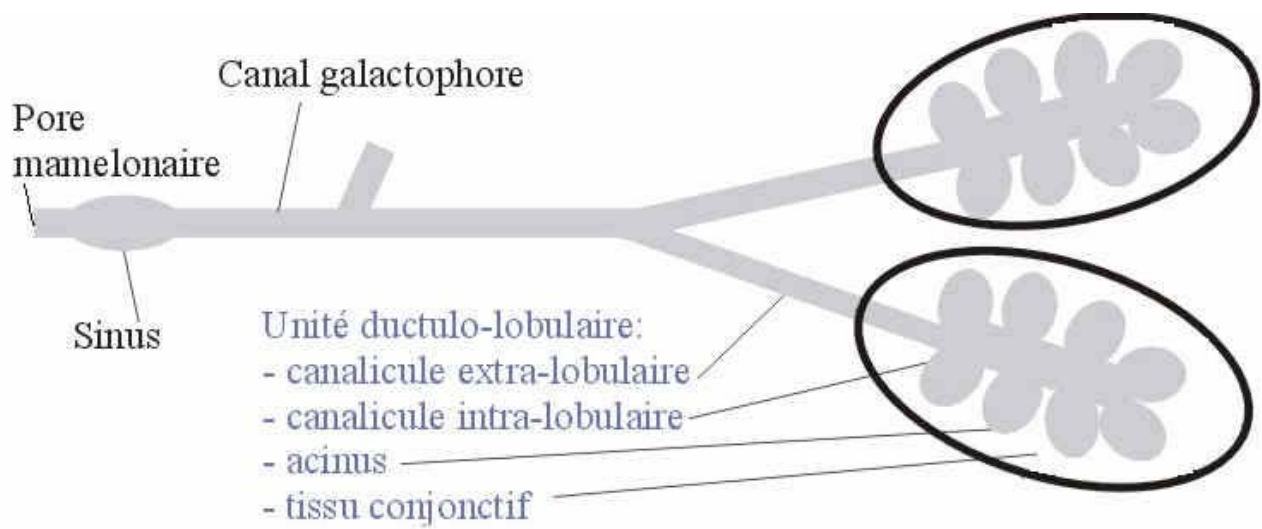 Canal galactophore
Pore
mamelonaire
Sinus
Unité ductulo-lobulaire:
- canalicule extra-lobulaire
- canalicule intra-lobulaire
- acinus
- tissu conjonctif